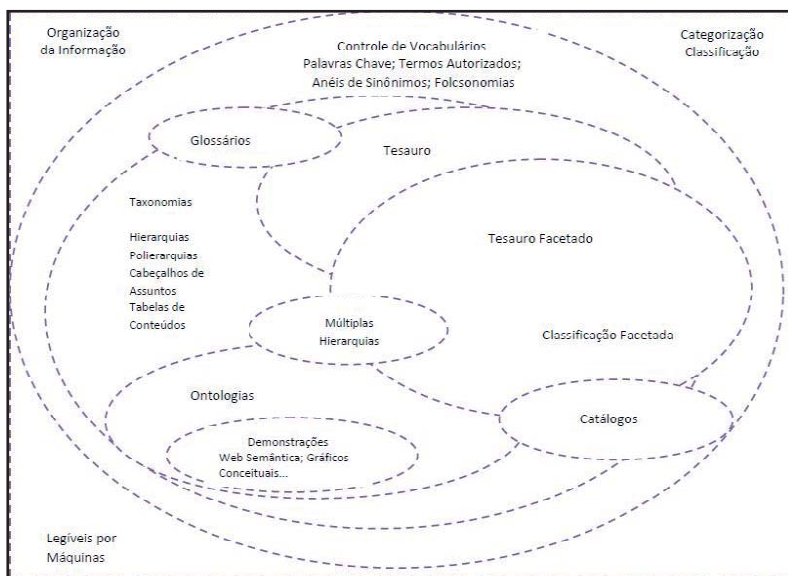 Organização
da Informação
Categorização
Classificação
Controle de Vocabulários
Palavras Chave; Termos Autorizados;
Anéis de Sinônimos; Folcsonomias
Glossários
Tesauro
Taxonomias
Hierarquias
Polierarquias
Cabeçalhos de
Assuntos
Tabelas de
Conteúdos
Tesauro Facetado
Múltiplas
Hierarquias
Classificação Facetada
Ontologias
Catálogos
Demonstrações
Web Semântica; Gráficos
Conceituais...
Legíveis por
Máquinas